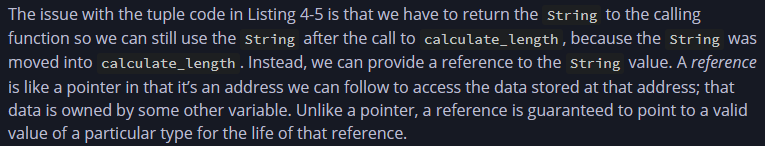 The issue with the tuple code in Listing 4-5 is that we have to return the String to the calling
function so we can still use the String after the call to calculate_length, because the String was
moved into calculate_length. Instead, we can provide a reference to the String value. A reference
is like a pointer in that it's an address we can follow to access the data stored at that address; that
data is owned by some other variable. Unlike a pointer, a reference is guaranteed to point to a valid
value of a particular type for the life of that reference.